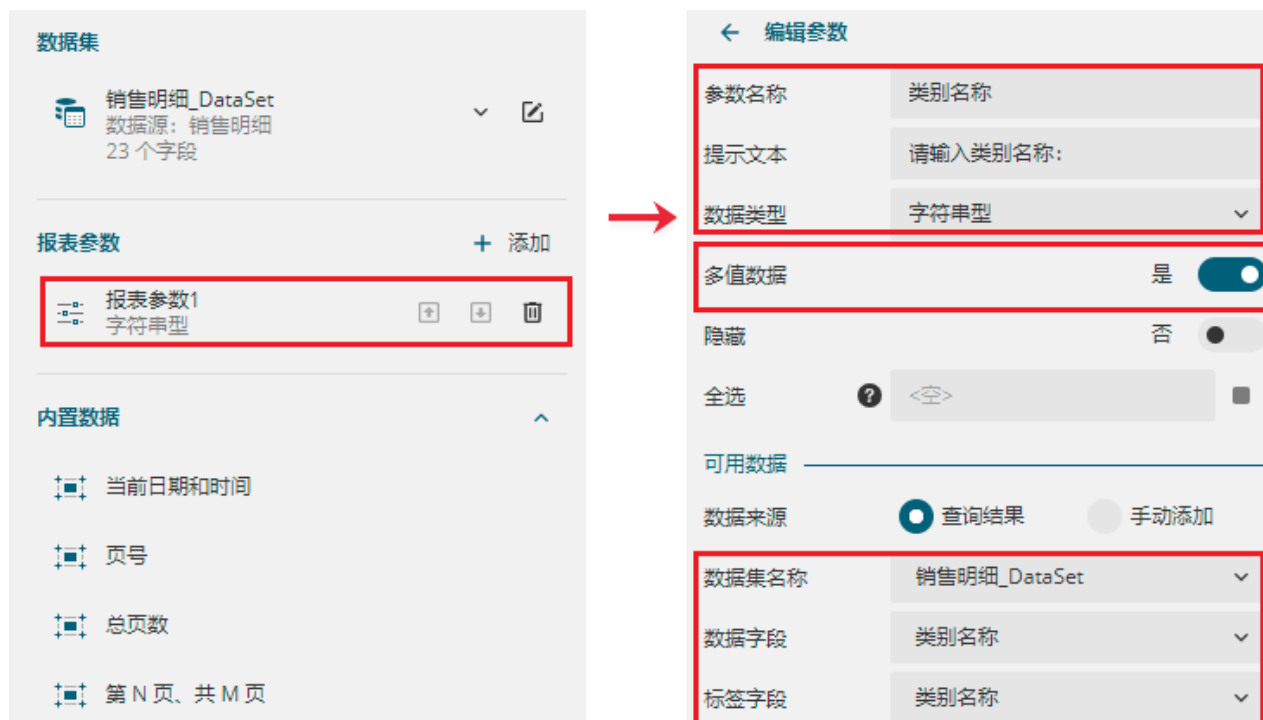 数据集
销售明细_DataSet
数据源：销售明细
23 个字段
报表参数
+ 添加
报表参数1
字符串型
内置数据
当前日期和时间
页号
总页数
第 N 页、共 M 页
编辑参数
参数名称 类别名称
提示文本 请输入类别名称:
数据类型 字符串型
多值数据 是
隐藏 否
全选 ? <空>
可用数据
数据来源 查询结果 手动添加
数据集名称 销售明细_DataSet
数据字段 类别名称
标签字段 类别名称